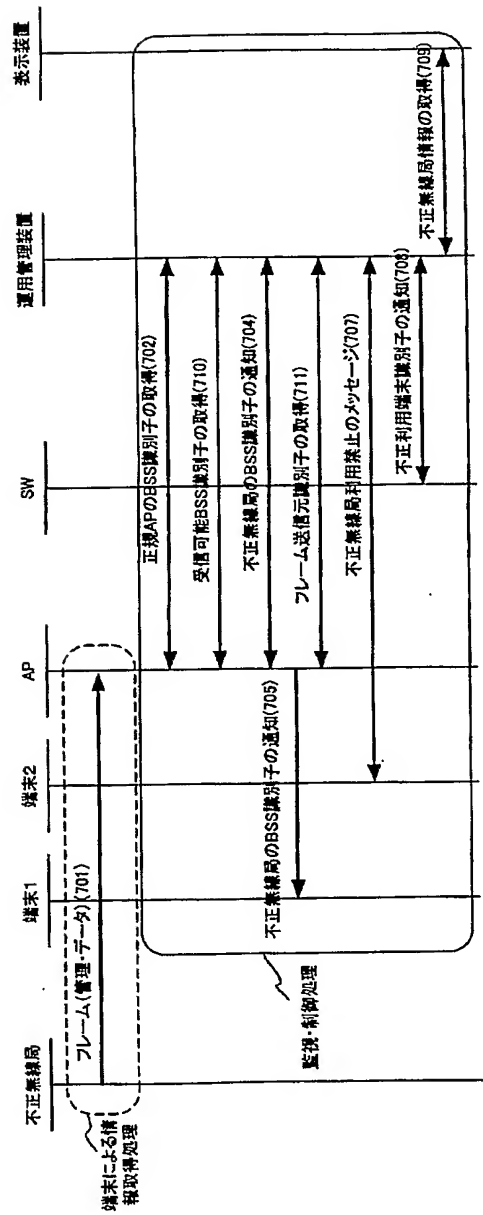 不正無線局
端末1
端末2
AP
SW
運用管理装置
表示装置
端末による情
報取得処理
フレーム(管理・データ)(701)
監視・制御処理
正規APのBSS識別子の取得(702)
受信可能BSS識別子の取得(710)
不正無線局のBSS識別子の通知(704)
不正無線局のBSS識別子の通知(705)
フレーム送信元識別子の取得(711)
不正無線局利用禁止のメッセージ(707)
不正利用端末識別子の通知(708)
不正無線局情報の取得(709)